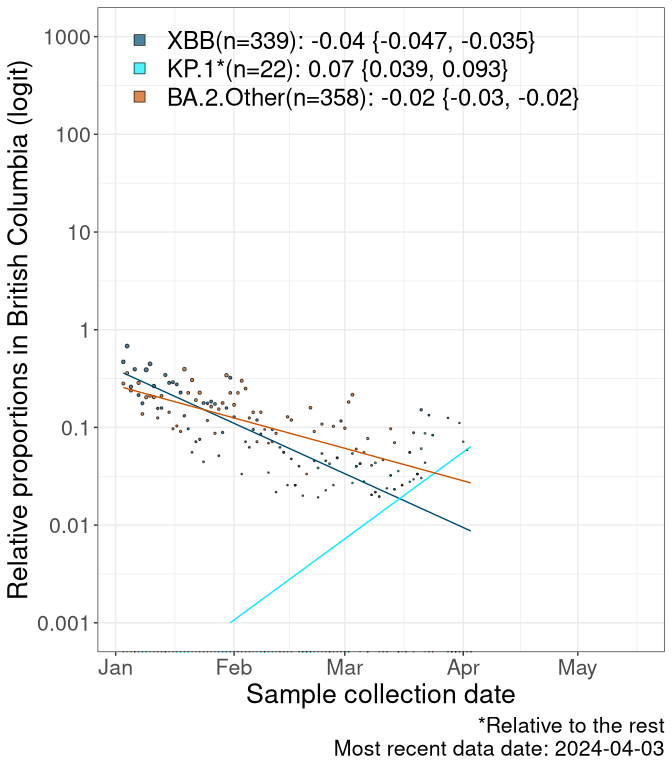 XBB(n=339): -0.04 {-0.047, -0.035}
KP.1*(n=22): 0.07 {0.039, 0.093}
BA.2.Other(n=358): -0.02 {-0.03, -0.02}
Relative proportions in British Columbia (logit)
1000
100
10
1
0.1
0.01
0.001
Jan Feb Mar Apr May
Sample collection date
*Relative to the rest
Most recent data date: 2024-04-03